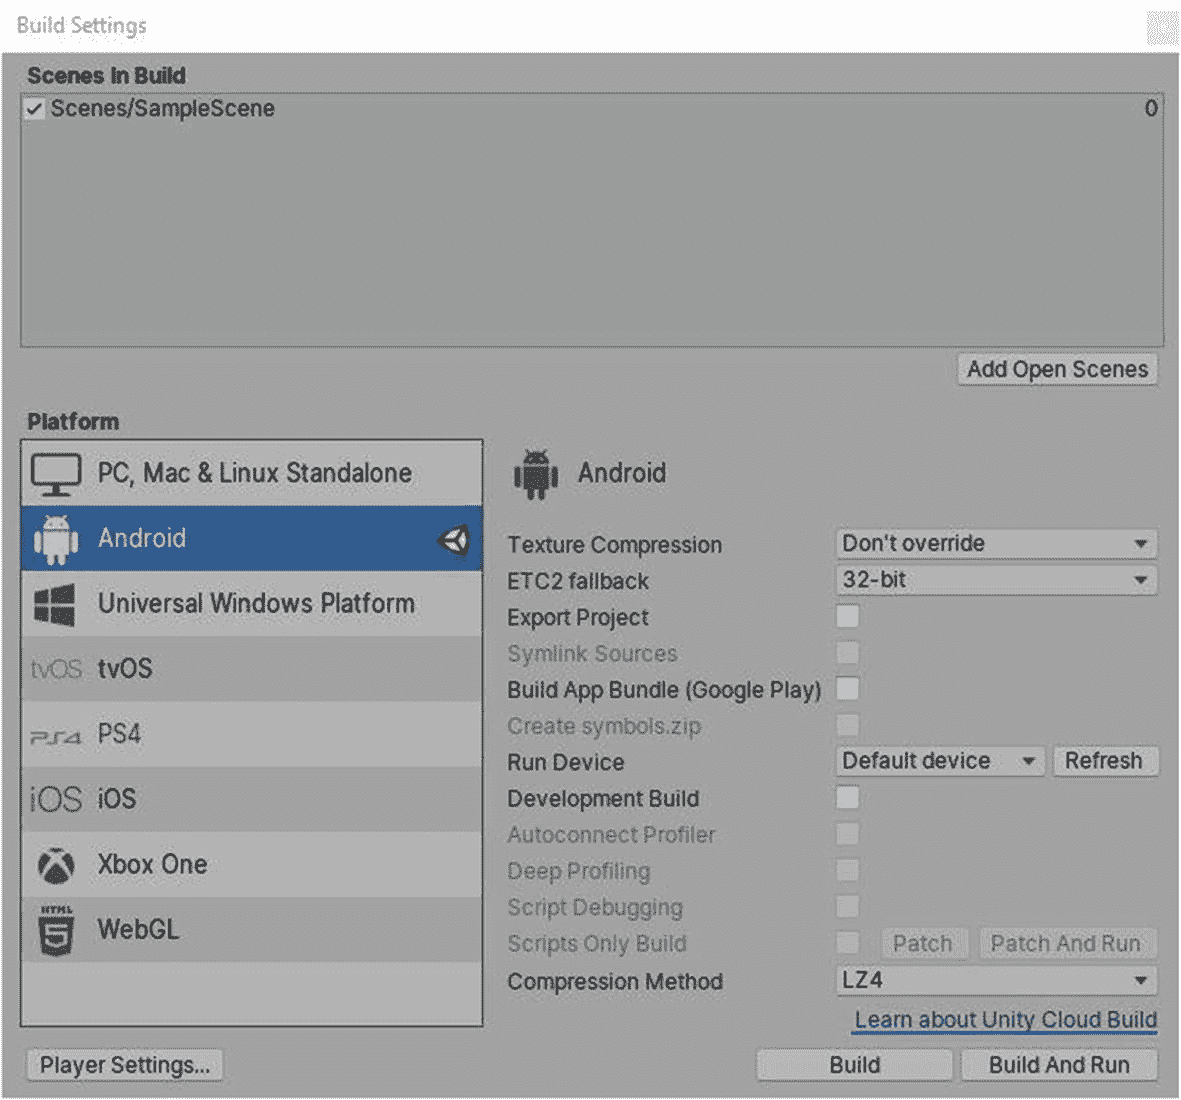 Build Settings
Scenes In Build
Scenes/SampleScene 0
Add Open Scenes
Platform
PC, Mac & Linux Standalone
Android
Universal Windows Platform
tvOS tvOS
PS4 PS4
iOS iOS
Xbox One
HTML 5 WebGL
Android
Texture Compression Don't override
ETC2 fallback 32-bit
Export Project
Symlink Sources
Build App Bundle (Google Play)
Create symbols.zip
Run Device Default device Refresh
Development Build
Autoconnect Profiler
Deep Profiling
Script Debugging
Scripts Only Build Patch Patch And Run
Compression Method LZ4
Learn about Unity Cloud Build
Player Settings... Build Build And Run